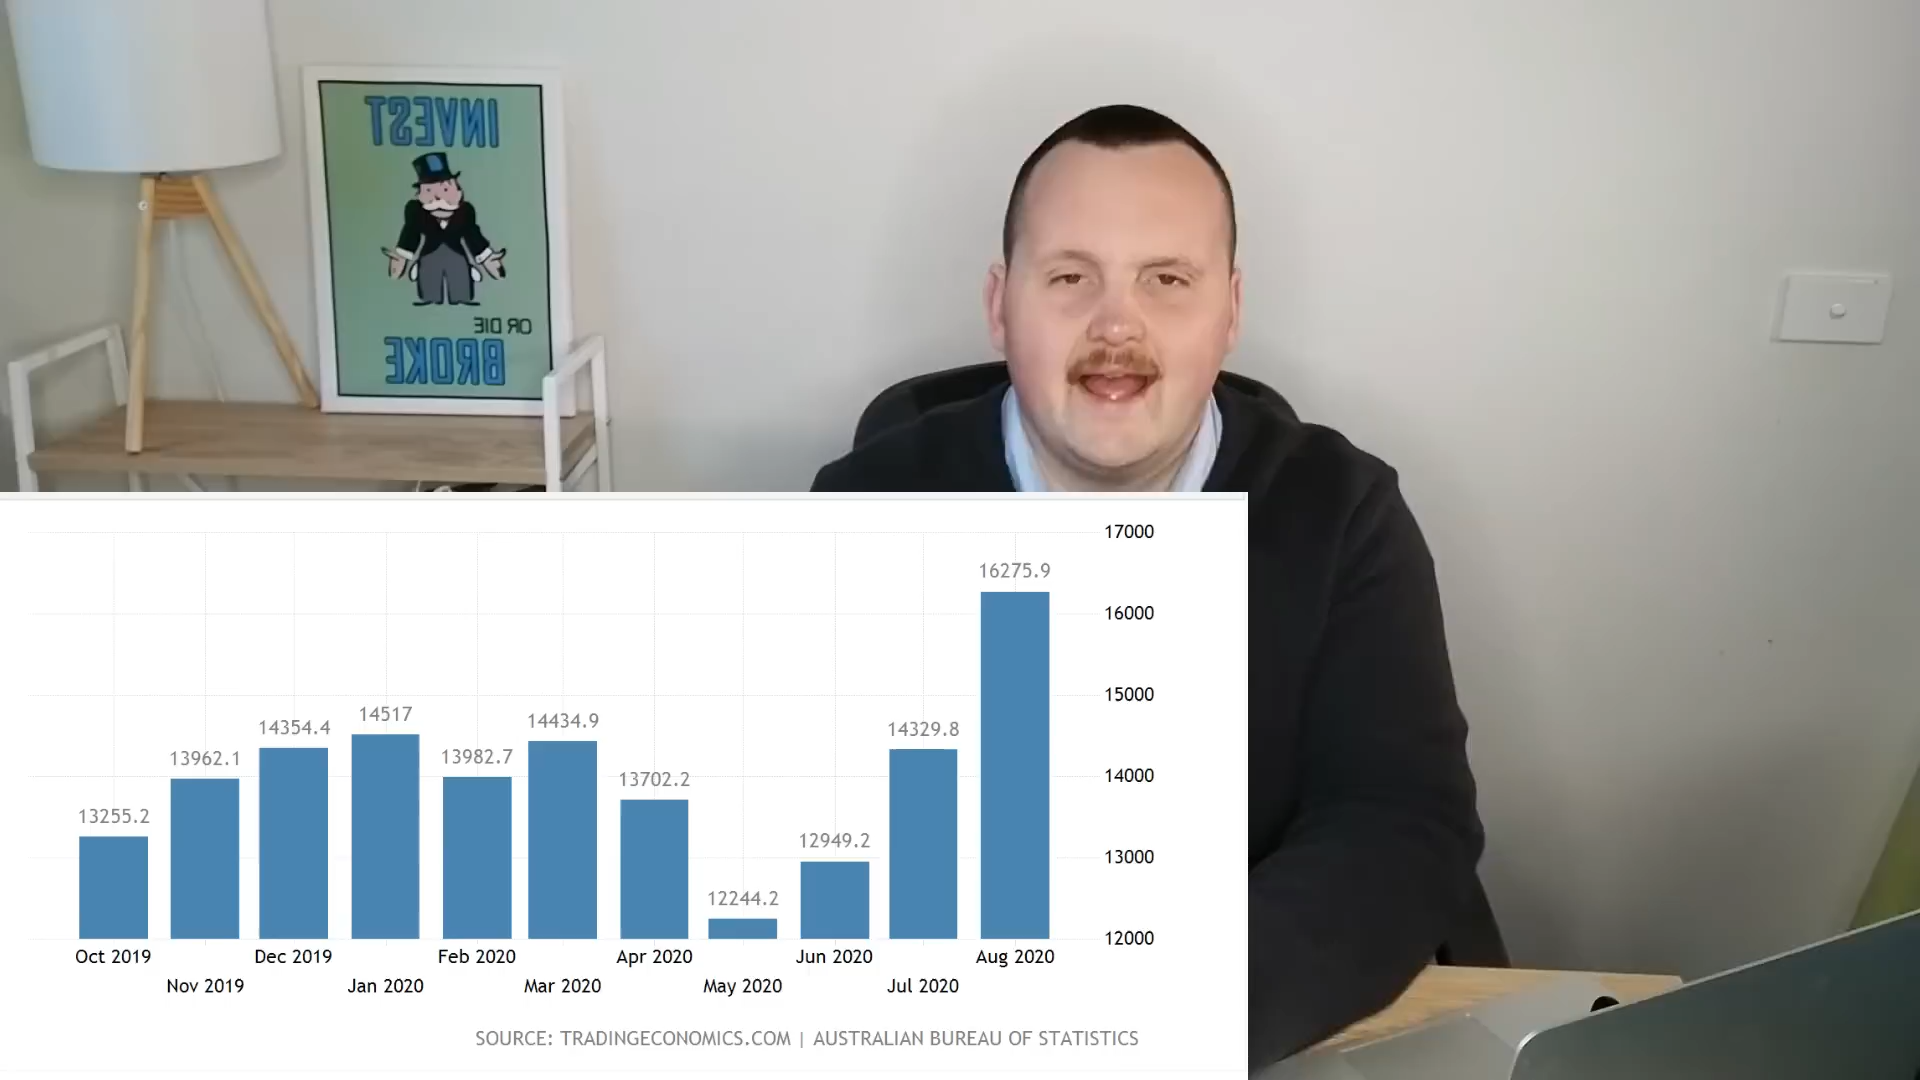 INVEST
OR DIE
BROKE
17000
16275.9
16000
15000
14517
14434.9
14354.4
14329.8
13962.1
13982.7
14000
13702.2
13255.2
12949.2
13000
12244.2
12000
Oct 2019 Dec 2019 Feb 2020 Apr 2020 Jun 2020 Aug 2020
Nov 2019 Jan 2020 Mar 2020 May 2020 Jul 2020
SOURCE: TRADINGECONOMICS.COM | AUSTRALIAN BUREAU OF STATISTICS